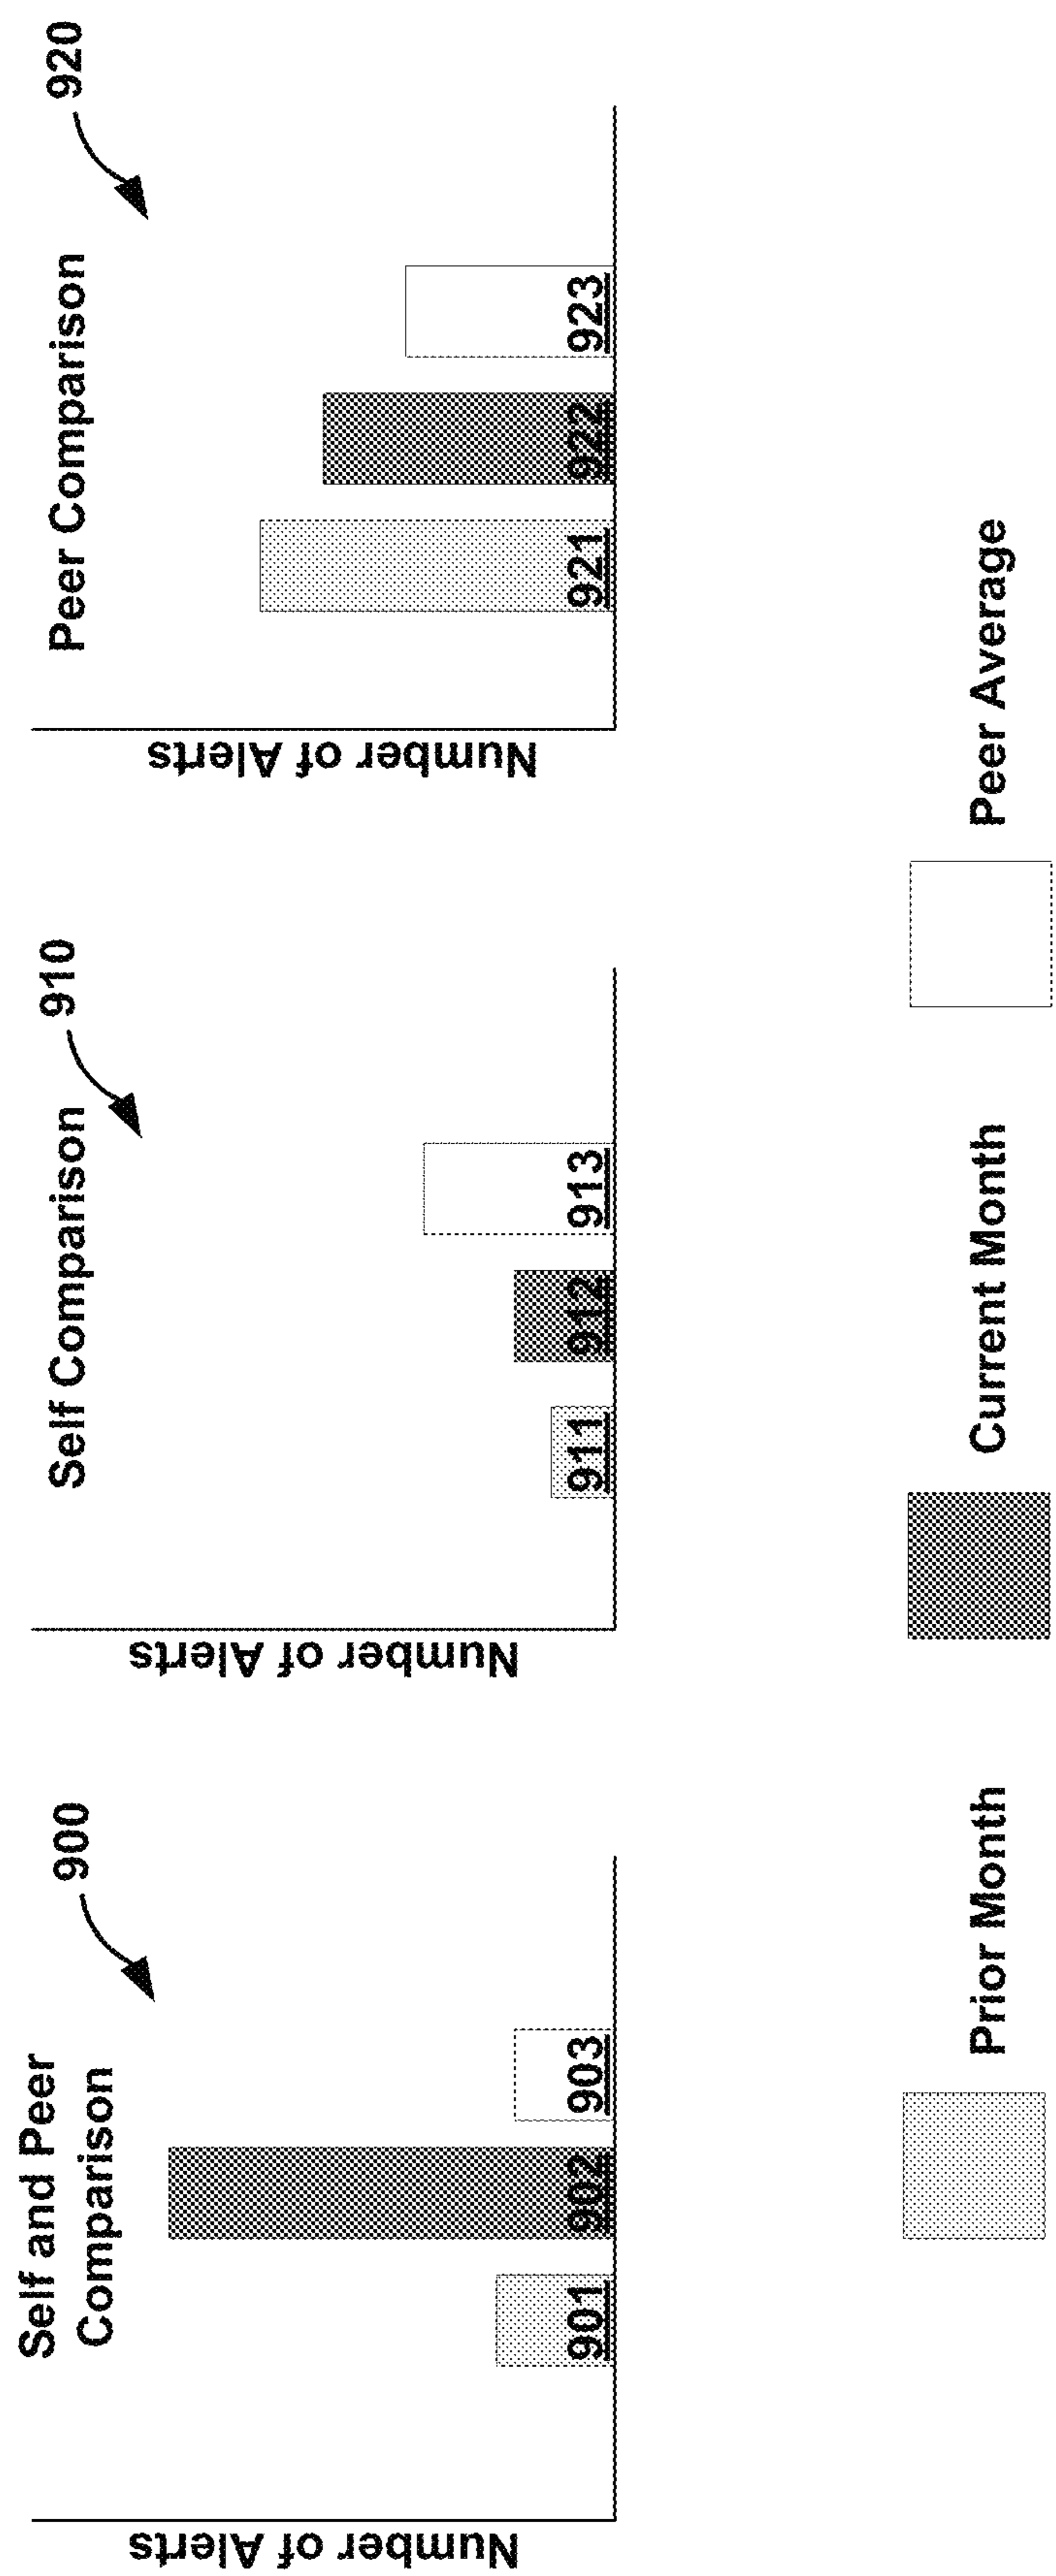 Self and Peer
Comparison
900
Number of Alerts
901
902
903
Self Comparison
910
Number of Alerts
911
912
913
Peer Comparison
920
Number of Alerts
921
922
923
Prior Month
Current Month
Peer Average